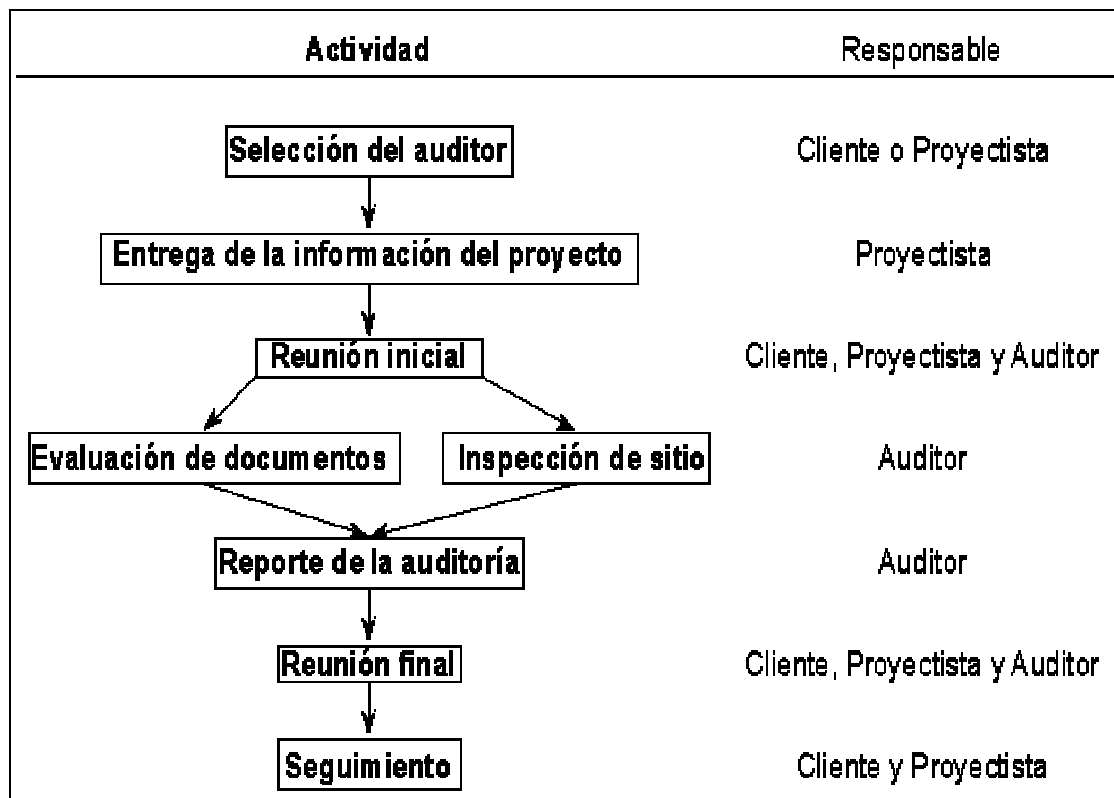 Actividad Responsable
Selección del auditor Cliente o Proyectista
Entrega de la información del proyecto Proyectista
Reunión inicial Cliente, Proyectista y Auditor
Evaluación de documentos Inspección de sitio Auditor
Reporte de la auditoría Auditor
Reunión final Cliente, Proyectista y Auditor
Seguimiento Cliente y Proyectista